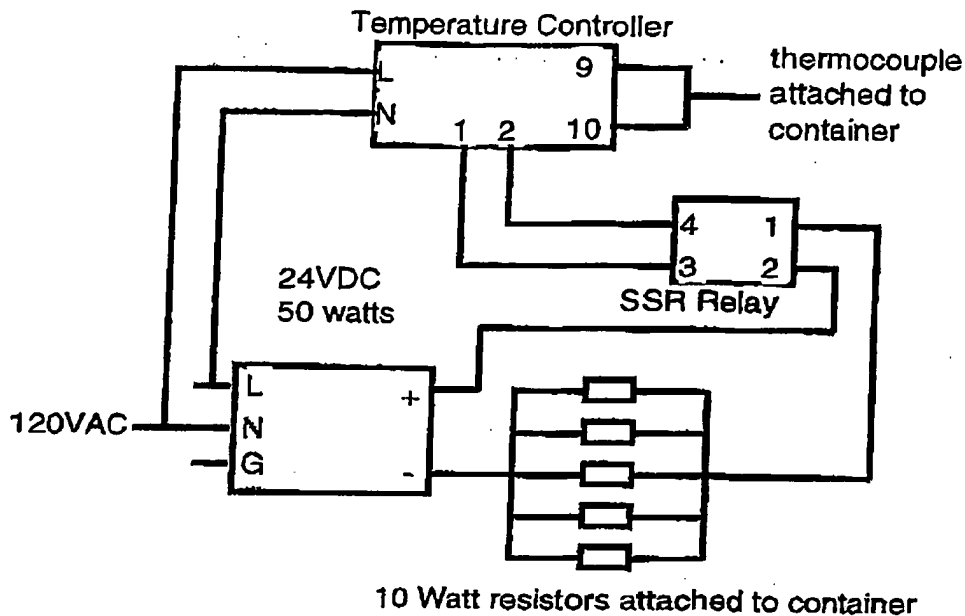 Temperature Controller
L
9
N
1 2 10
thermocouple
attached to
container
4 1
3 2
SSR Relay
24VDC
50 watts
L
+
120VAC
N
G
-
10 Watt resistors attached to container